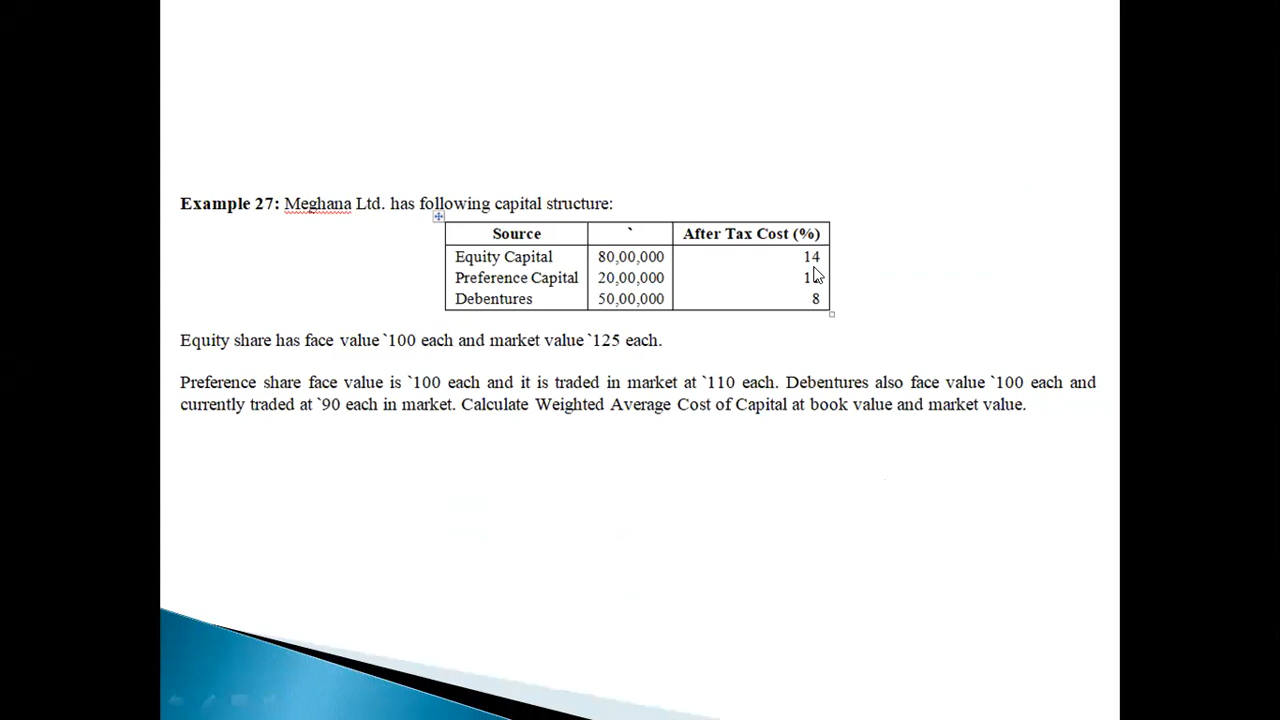 Example 27: Meghana Ltd. has following capital structure:
Source ` After Tax Cost (%)
Equity Capital 80,00,000 14
Preference Capital 20,00,000
Debentures 50,00,000 8
Equity share has face value `100 each and market value `125 each.
Preference share face value is `100 each and it is traded in market at `110 each. Debentures also face value `100 each and
currently traded at `90 each in market. Calculate Weighted Average Cost of Capital at book value and market value.